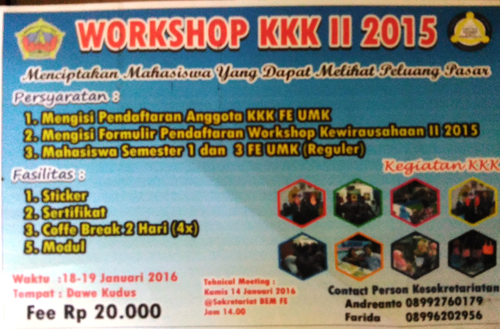 WORKSHOP KKK II 2015
Menciptakan Mahasiswa Yang Dapat Melihat Peluang Pasar
Persyaratan :
1. Mengisi Pendaftaran Anggota KKK FE UMK
2. Mengisi Formulir Pendaftaran Workshop Kewirausahaan II 2015
3. Mahasiswa Semester 1 dan 3 FE UMK (Reguler)
Fasilitas :
1. Sticker
2. Sertifikat
3. Coffe Break 2 Hari (4x)
5. Modul
Kegiatan KKK
Waktu : 18-19 Januari 2016
Tempat : Dawe Kudus
Fee Rp 20.000
Tehnical Meeting :
Kamis 14 Januari 2016
@Sekretariat BEM FE
Jam 14.00
Contact Person Kesekretariatan
Andreanto 08992760179
Farida 08996202956